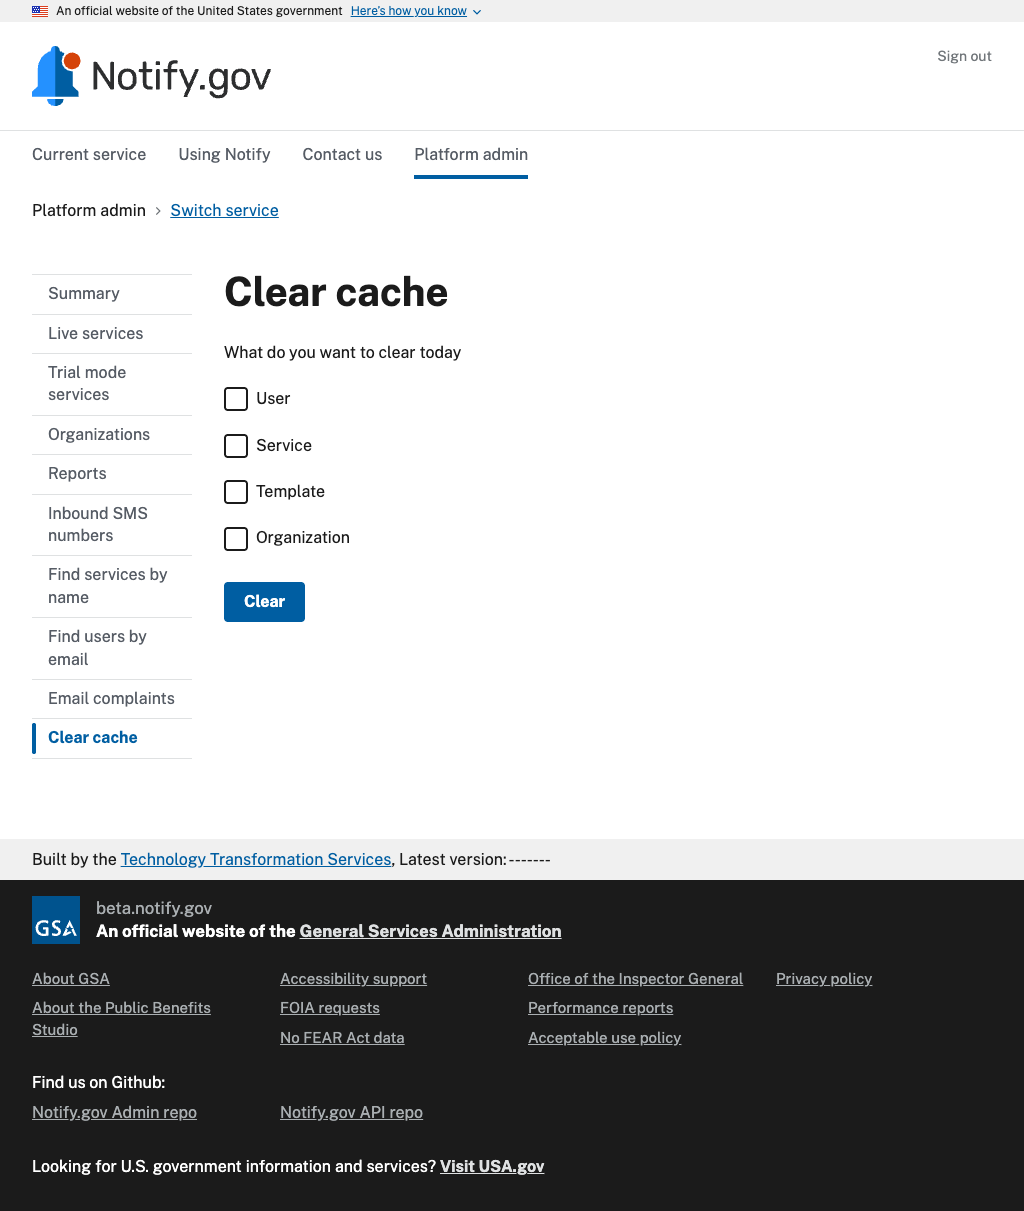 An official website of the United States government Here's how you know
Notify.gov
Sign out
Current service Using Notify Contact us Platform admin
Platform admin Switch service
Summary
Live services
Trial mode
services
Organizations
Reports
Inbound SMS
numbers
Find services by
name
Find users by
email
Email complaints
Clear cache
Clear cache
What do you want to clear today
User
Service
Template
Organization
Clear
Built by the Technology Transformation Services, Latest version:-------
GSA
beta.notify.gov
An official website of the General Services Administration
About GSA
About the Public Benefits
Studio
Accessibility support
FOIA requests
No FEAR Act data
Office of the Inspector General
Performance reports
Acceptable use policy
Privacy policy
Find us on Github:
Notify.gov Admin repo Notify.gov API repo
Looking for U.S. government information and services? Visit USA.gov